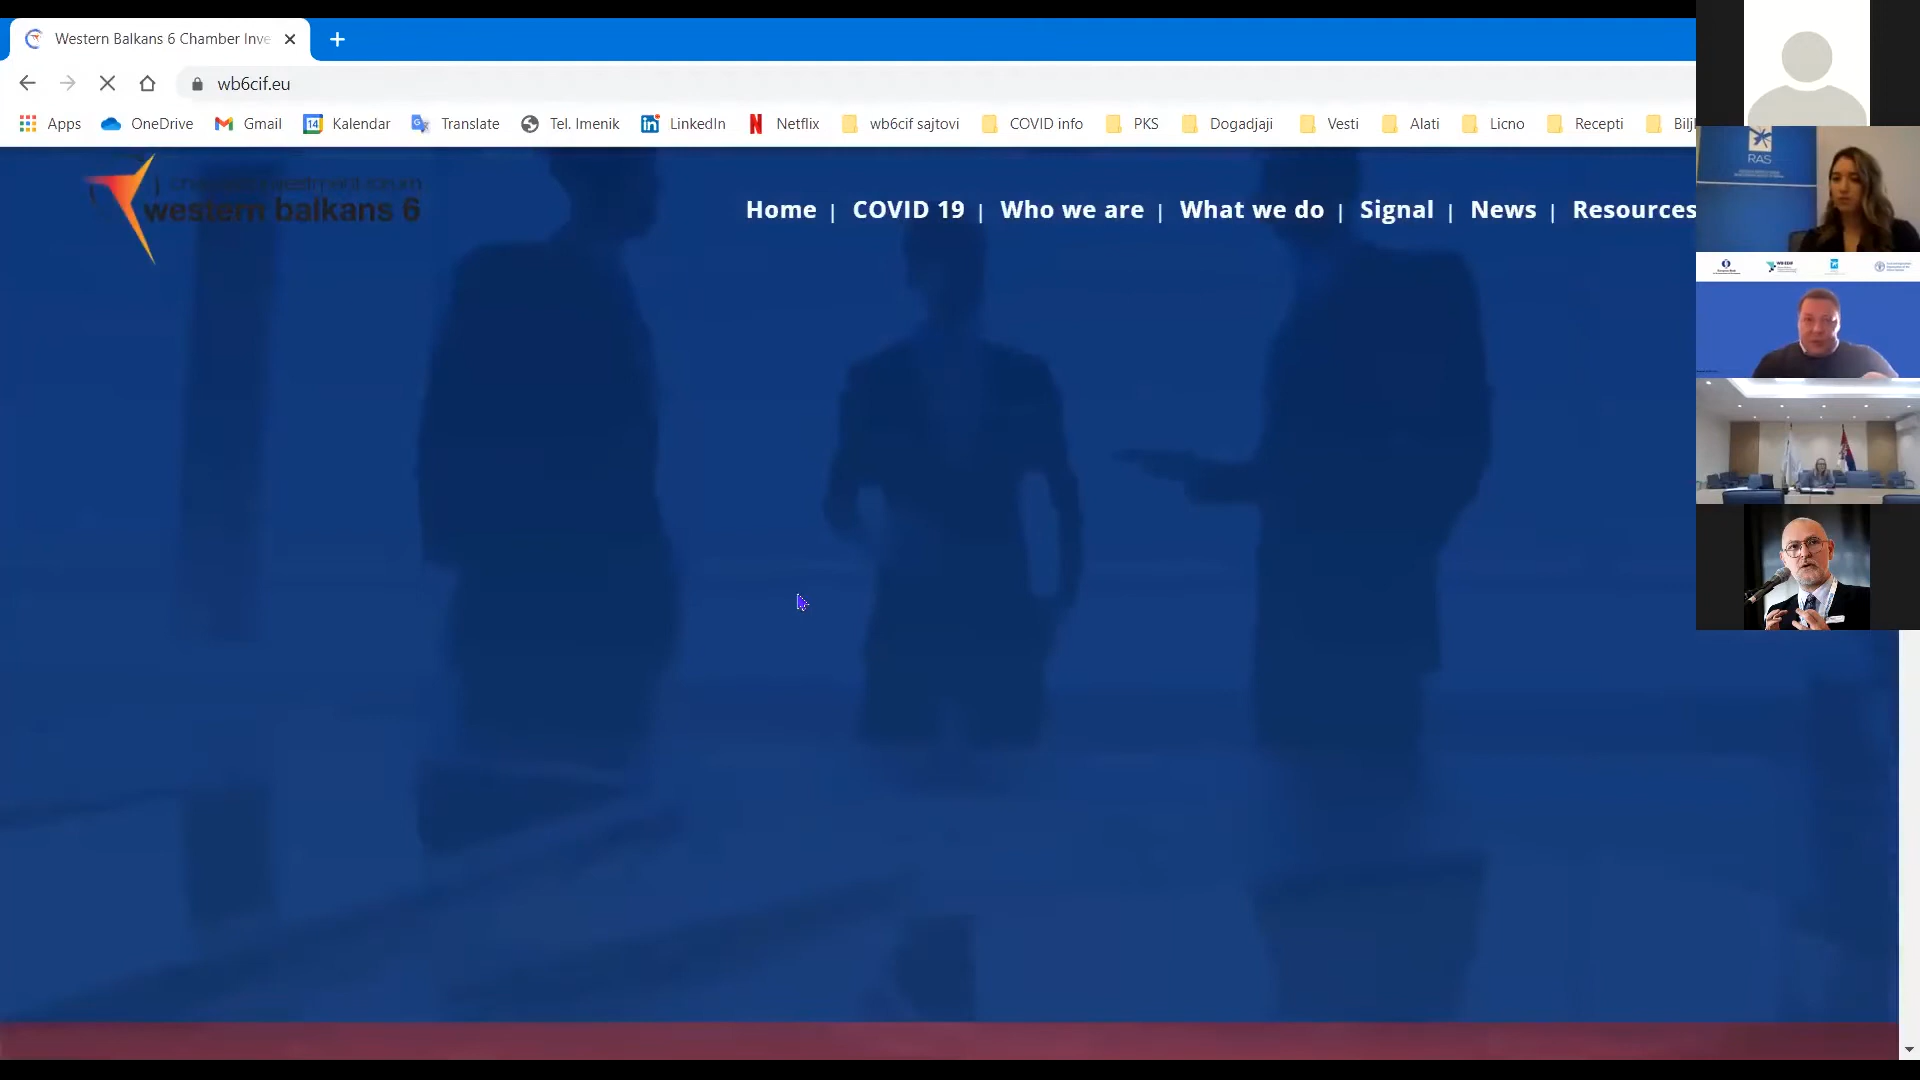 Western Balkans 6 Chamber Inve
wb6cif.eu
Apps OneDrive Gmail 14 Kalendar Translate Tel. Imenik LinkedIn Netflix wb6cif sajtovi COVID info PKS Dogadjaji Vesti Alati Licno Recepti Bilj
western balkans 6
Home | COVID 19 | Who we are | What we do | Signal | News | Resources
RAS